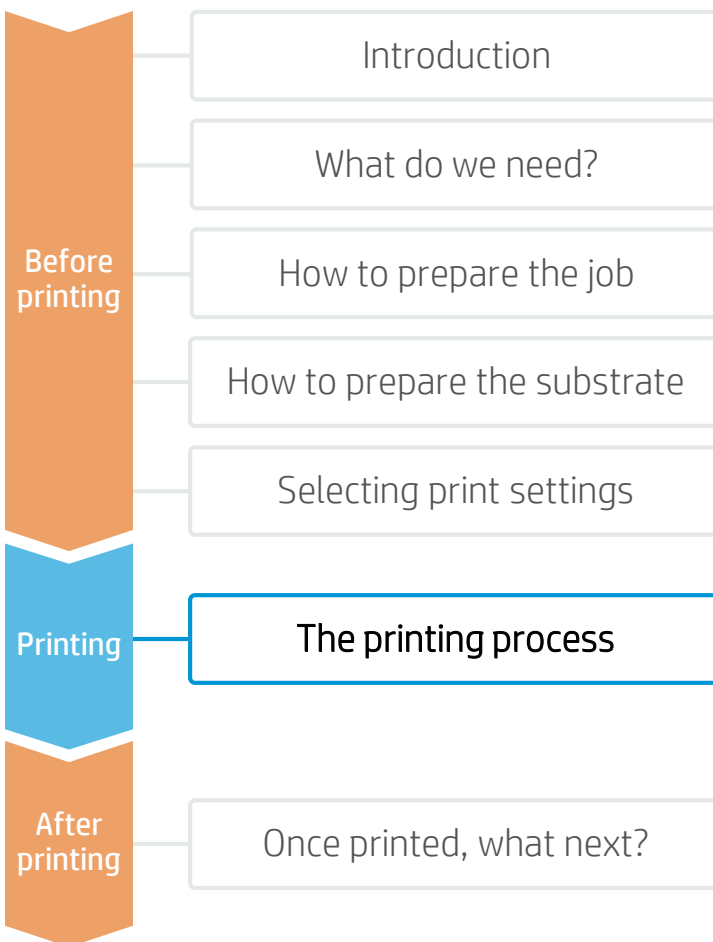 Introduction
What do we need?
Before
printing
How to prepare the job
How to prepare the substrate
Selecting print settings
Printing
The printing process
After
printing
Once printed, what next?